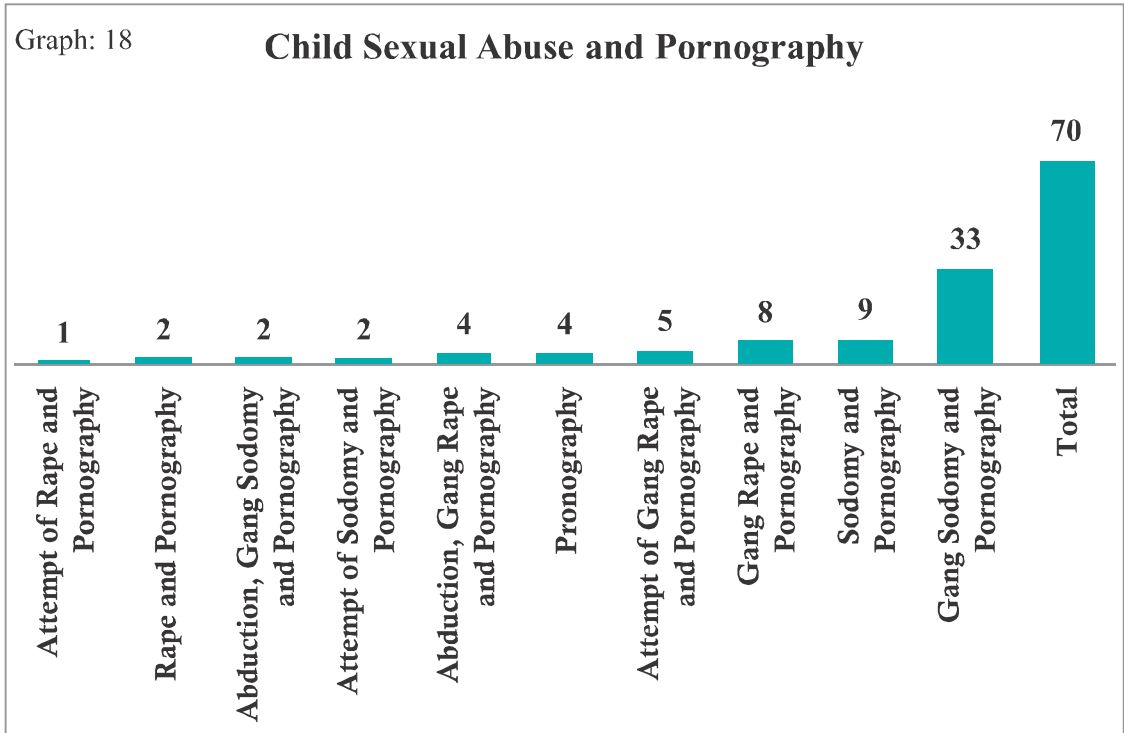 Graph: 18
Child Sexual Abuse and Pornography
1
2
2
2
4
4
5
8
9
33
70
Attempt of Rape and
Pornography
Rape and Pornography
Abduction, Gang Sodomy
and Pornography
Attempt of Sodomy and
Pornography
Abduction, Gang Rape
and Pornography
Pronography
Attempt of Gang Rape
and Pornography
Gang Rape and
Pornography
Sodomy and
Pornography
Gang Sodomy and
Pornography
Total